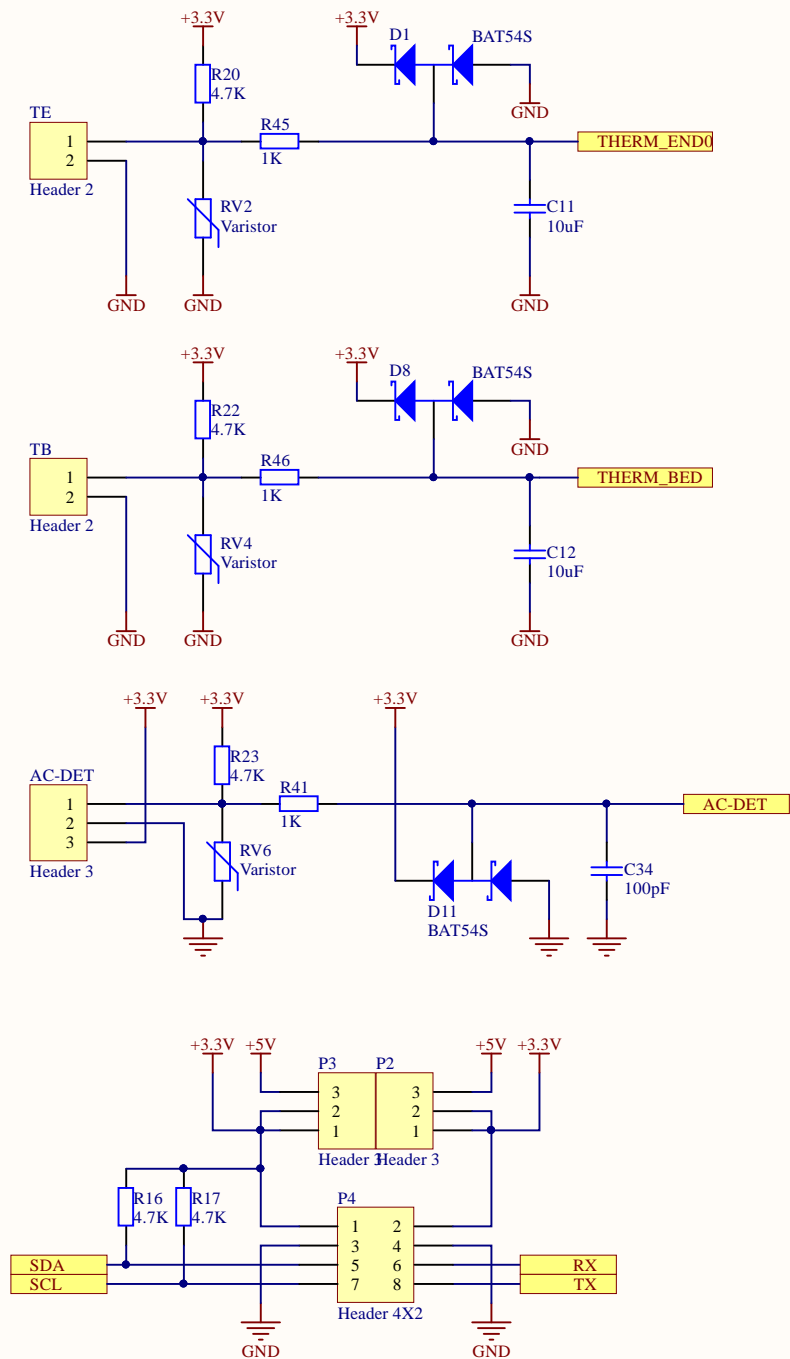 +3.3V
+3.3V
D1
BAT54S
R20
4.7K
GND
TE
R45
1
THERM_END0
2
1K
Header 2
RV2
Varistor
C11
10uF
GND
GND
GND
+3.3V
+3.3V
D8
BAT54S
R22
4.7K
GND
TB
R46
1
THERM_BED
2
1K
Header 2
RV4
Varistor
C12
10uF
GND
GND
GND
+3.3V
+3.3V
+3.3V
R23
4.7K
AC-DET
R41
1
AC-DET
2
1K
3
Header 3
RV6
Varistor
C34
100pF
D11
BAT54S
+3.3V
+5V
+5V
+3.3V
P3
P2
3
3
2
2
1
1
Header 3
Header 3
R16
4.7K
R17
4.7K
P4
1
2
3
4
SDA
5
6
RX
SCL
7
8
TX
Header 4X2
GND
GND